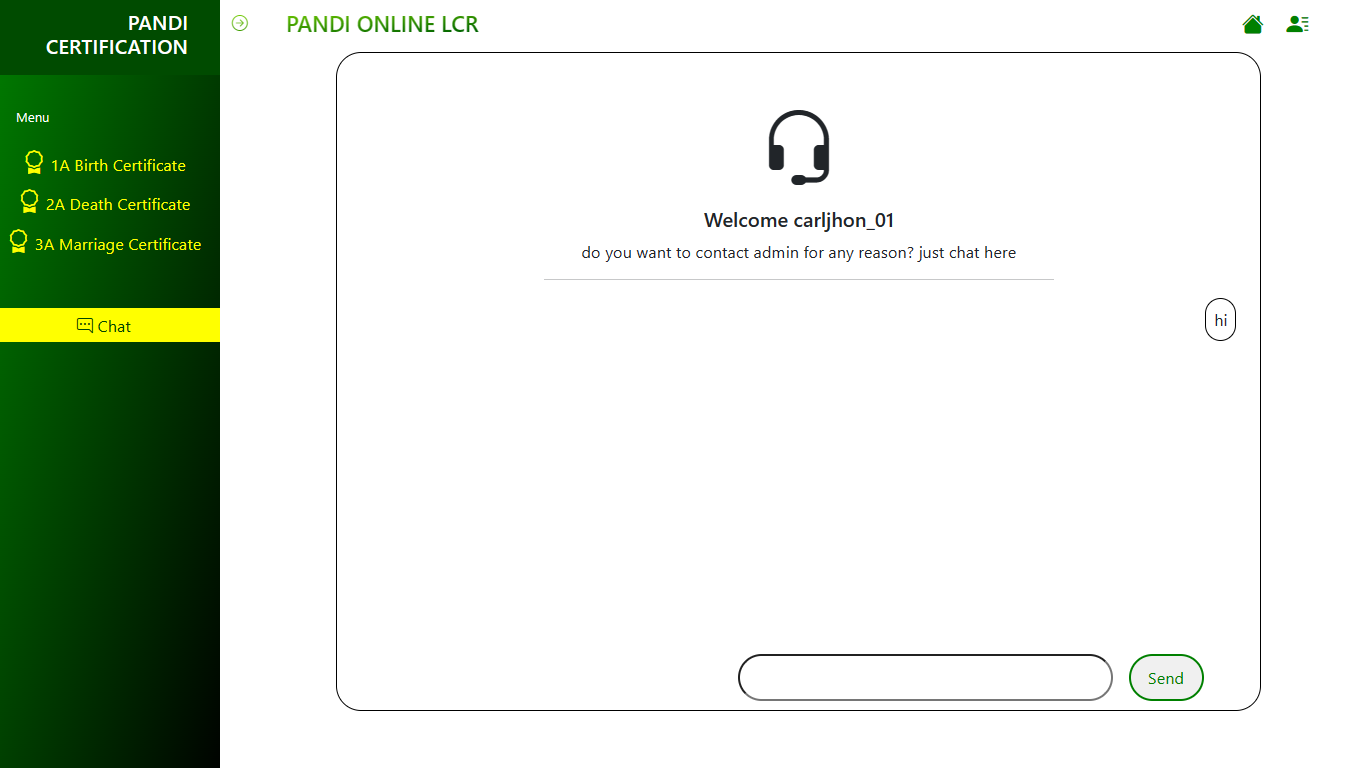 PANDI
CERTIFICATION
PANDI ONLINE LCR
Menu
1A Birth Certificate
2A Death Certificate
3A Marriage Certificate
Chat
Welcome carljhon_01
do you want to contact admin for any reason? just chat here
hi
Send